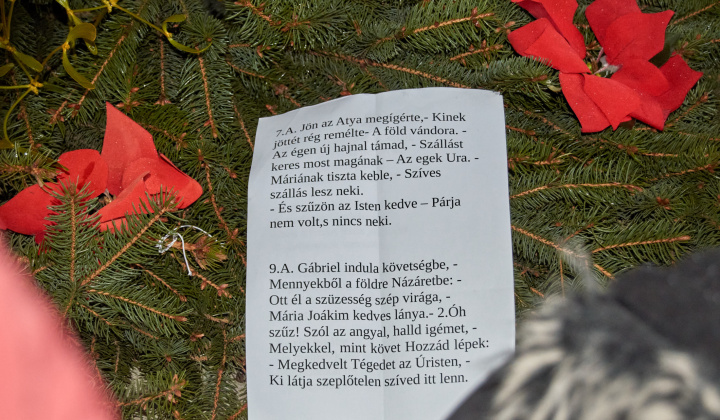 7.A. Jön az Atya megígérte,- Kinek
jöttét rég remélte- A föld vándora. -
Az égen új hajnal támad, - Szállást
keres most magának – Az egek Ura. -
Máriának tiszta keble, - Szíves
szállás lesz neki.
- És szűzön az Isten kedve – Párja
nem volt,s nincs neki.
9.A. Gábriel indula követségbe, -
Mennyekből a földre Názáretbe: -
Ott él a szüzesség szép virága, -
Mária Joákim kedves lánya.- 2.Óh
szűz! Szól az angyal, halld igémet, -
Melyekkel, mint követ Hozzád lépek:
- Megkedvelt Tégedet az Úristen, -
Ki látja szeplőtelen szíved itt lenn.